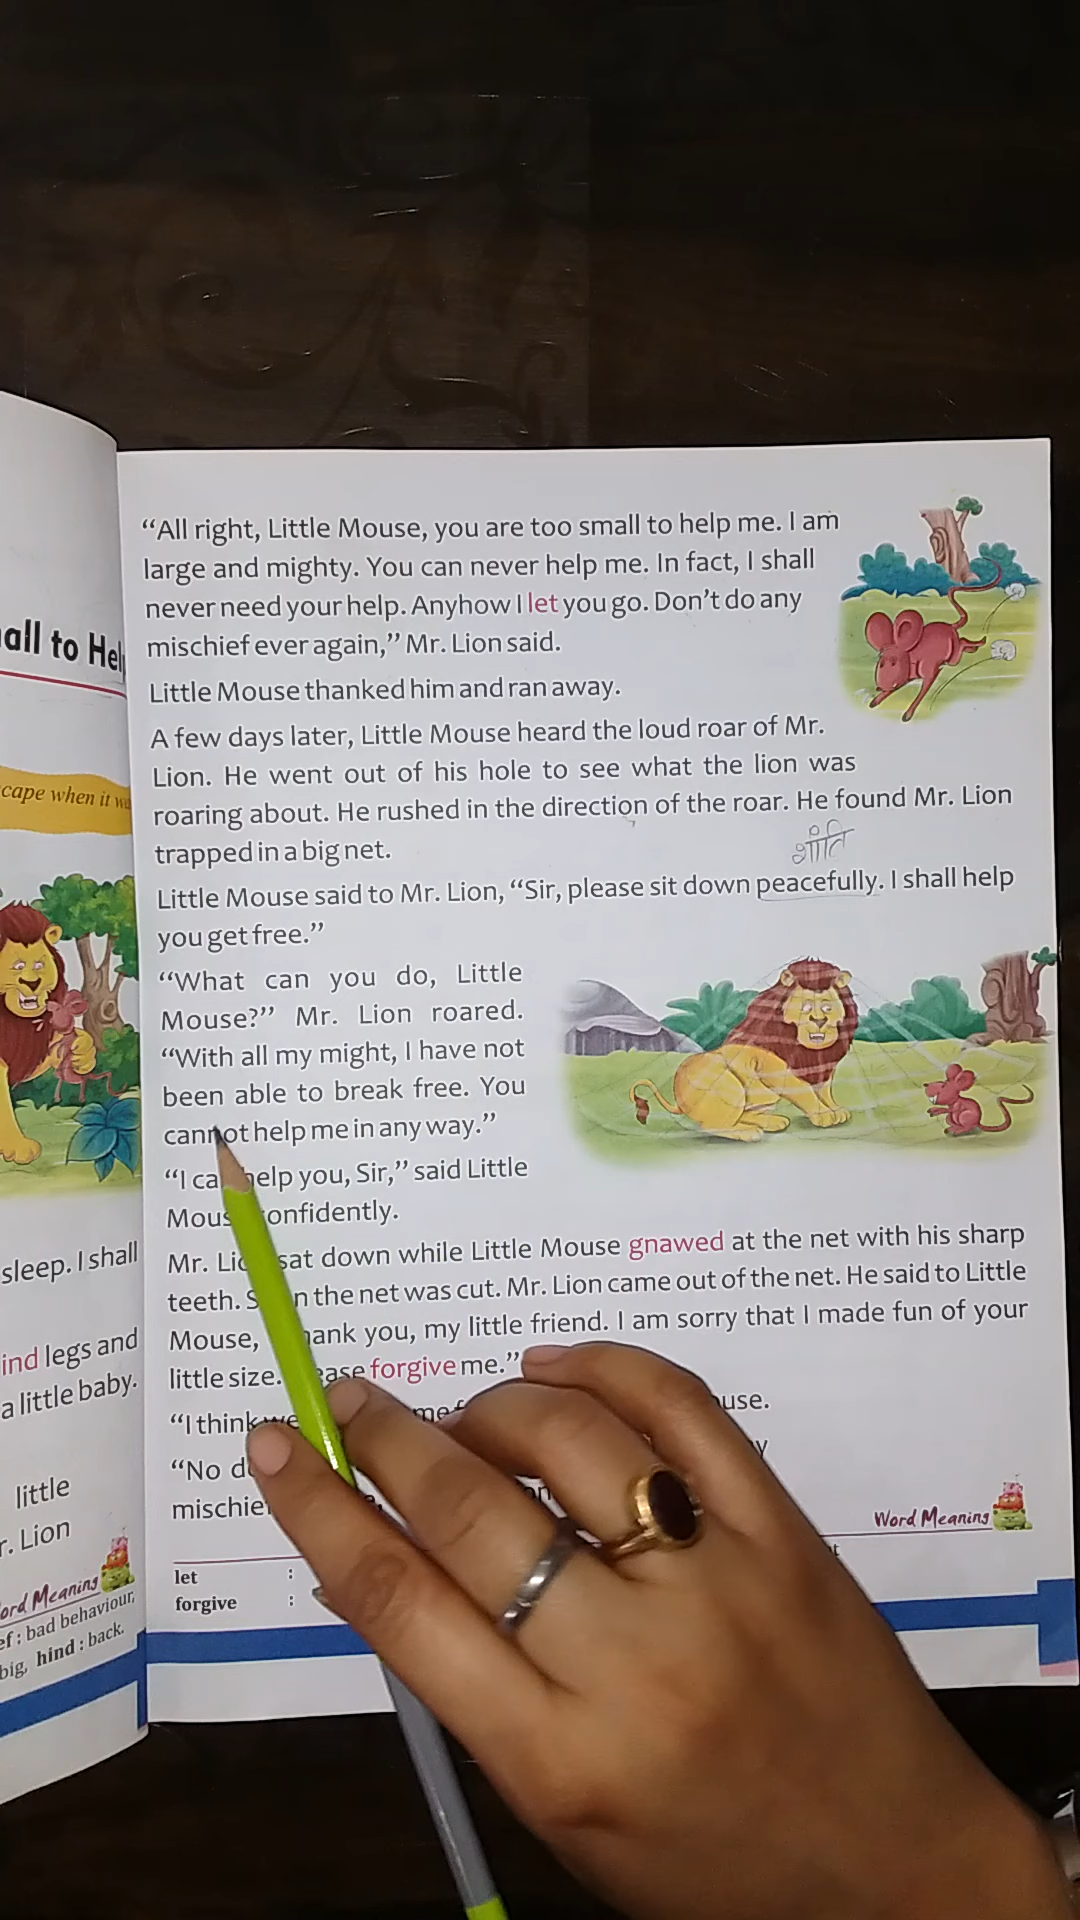 all to Hel
cape when it w
sleep. I shall
ind legs and
a little baby.
little
r. Lion
ord Meaning
ef : bad behaviour,
big, hind : back.
“All right, Little Mouse, you are too small to help me. I am
large and mighty. You can never help me. In fact, I shall
never need your help. Anyhow I let you go. Don’t do any
mischief ever again,” Mr. Lion said.
Little Mouse thanked him and ran away.
A few days later, Little Mouse heard the loud roar of Mr.
Lion. He went out of his hole to see what the lion was
roaring about. He rushed in the direction of the roar. He found Mr. Lion
trapped in a big net.
शांति
Little Mouse said to Mr. Lion, “Sir, please sit down peacefully. I shall help
you get free.”
“What can you do, Little
Mouse?” Mr. Lion roared.
“With all my might, I have not
been able to break free. You
cannot help me in any way.”
“I ca help you, Sir,” said Little
Mous onfidently.
Mr. Lio sat down while Little Mouse gnawed at the net with his sharp
teeth. S n the net was cut. Mr. Lion came out of the net. He said to Little
Mouse, hank you, my little friend. I am sorry that I made fun of your
little size. ease forgive me.”
“I think we me f use.
“No d y
mischie on
Word Meaning
let :
forgive :